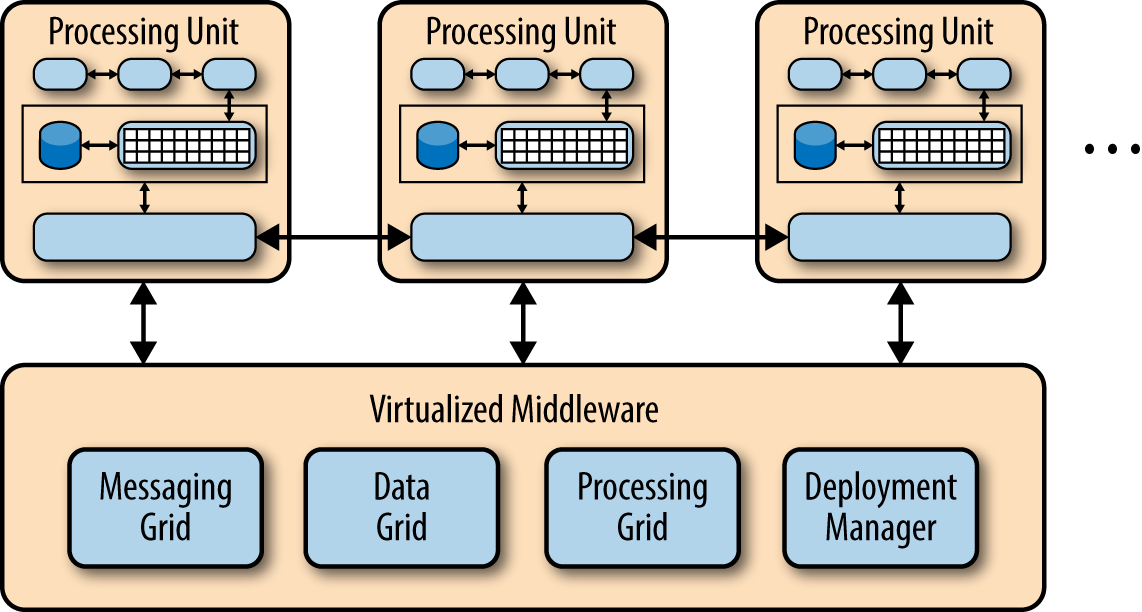 Processing Unit
Processing Unit
Processing Unit
...
Virtualized Middleware
Messaging
Grid
Data
Grid
Processing
Grid
Deployment
Manager